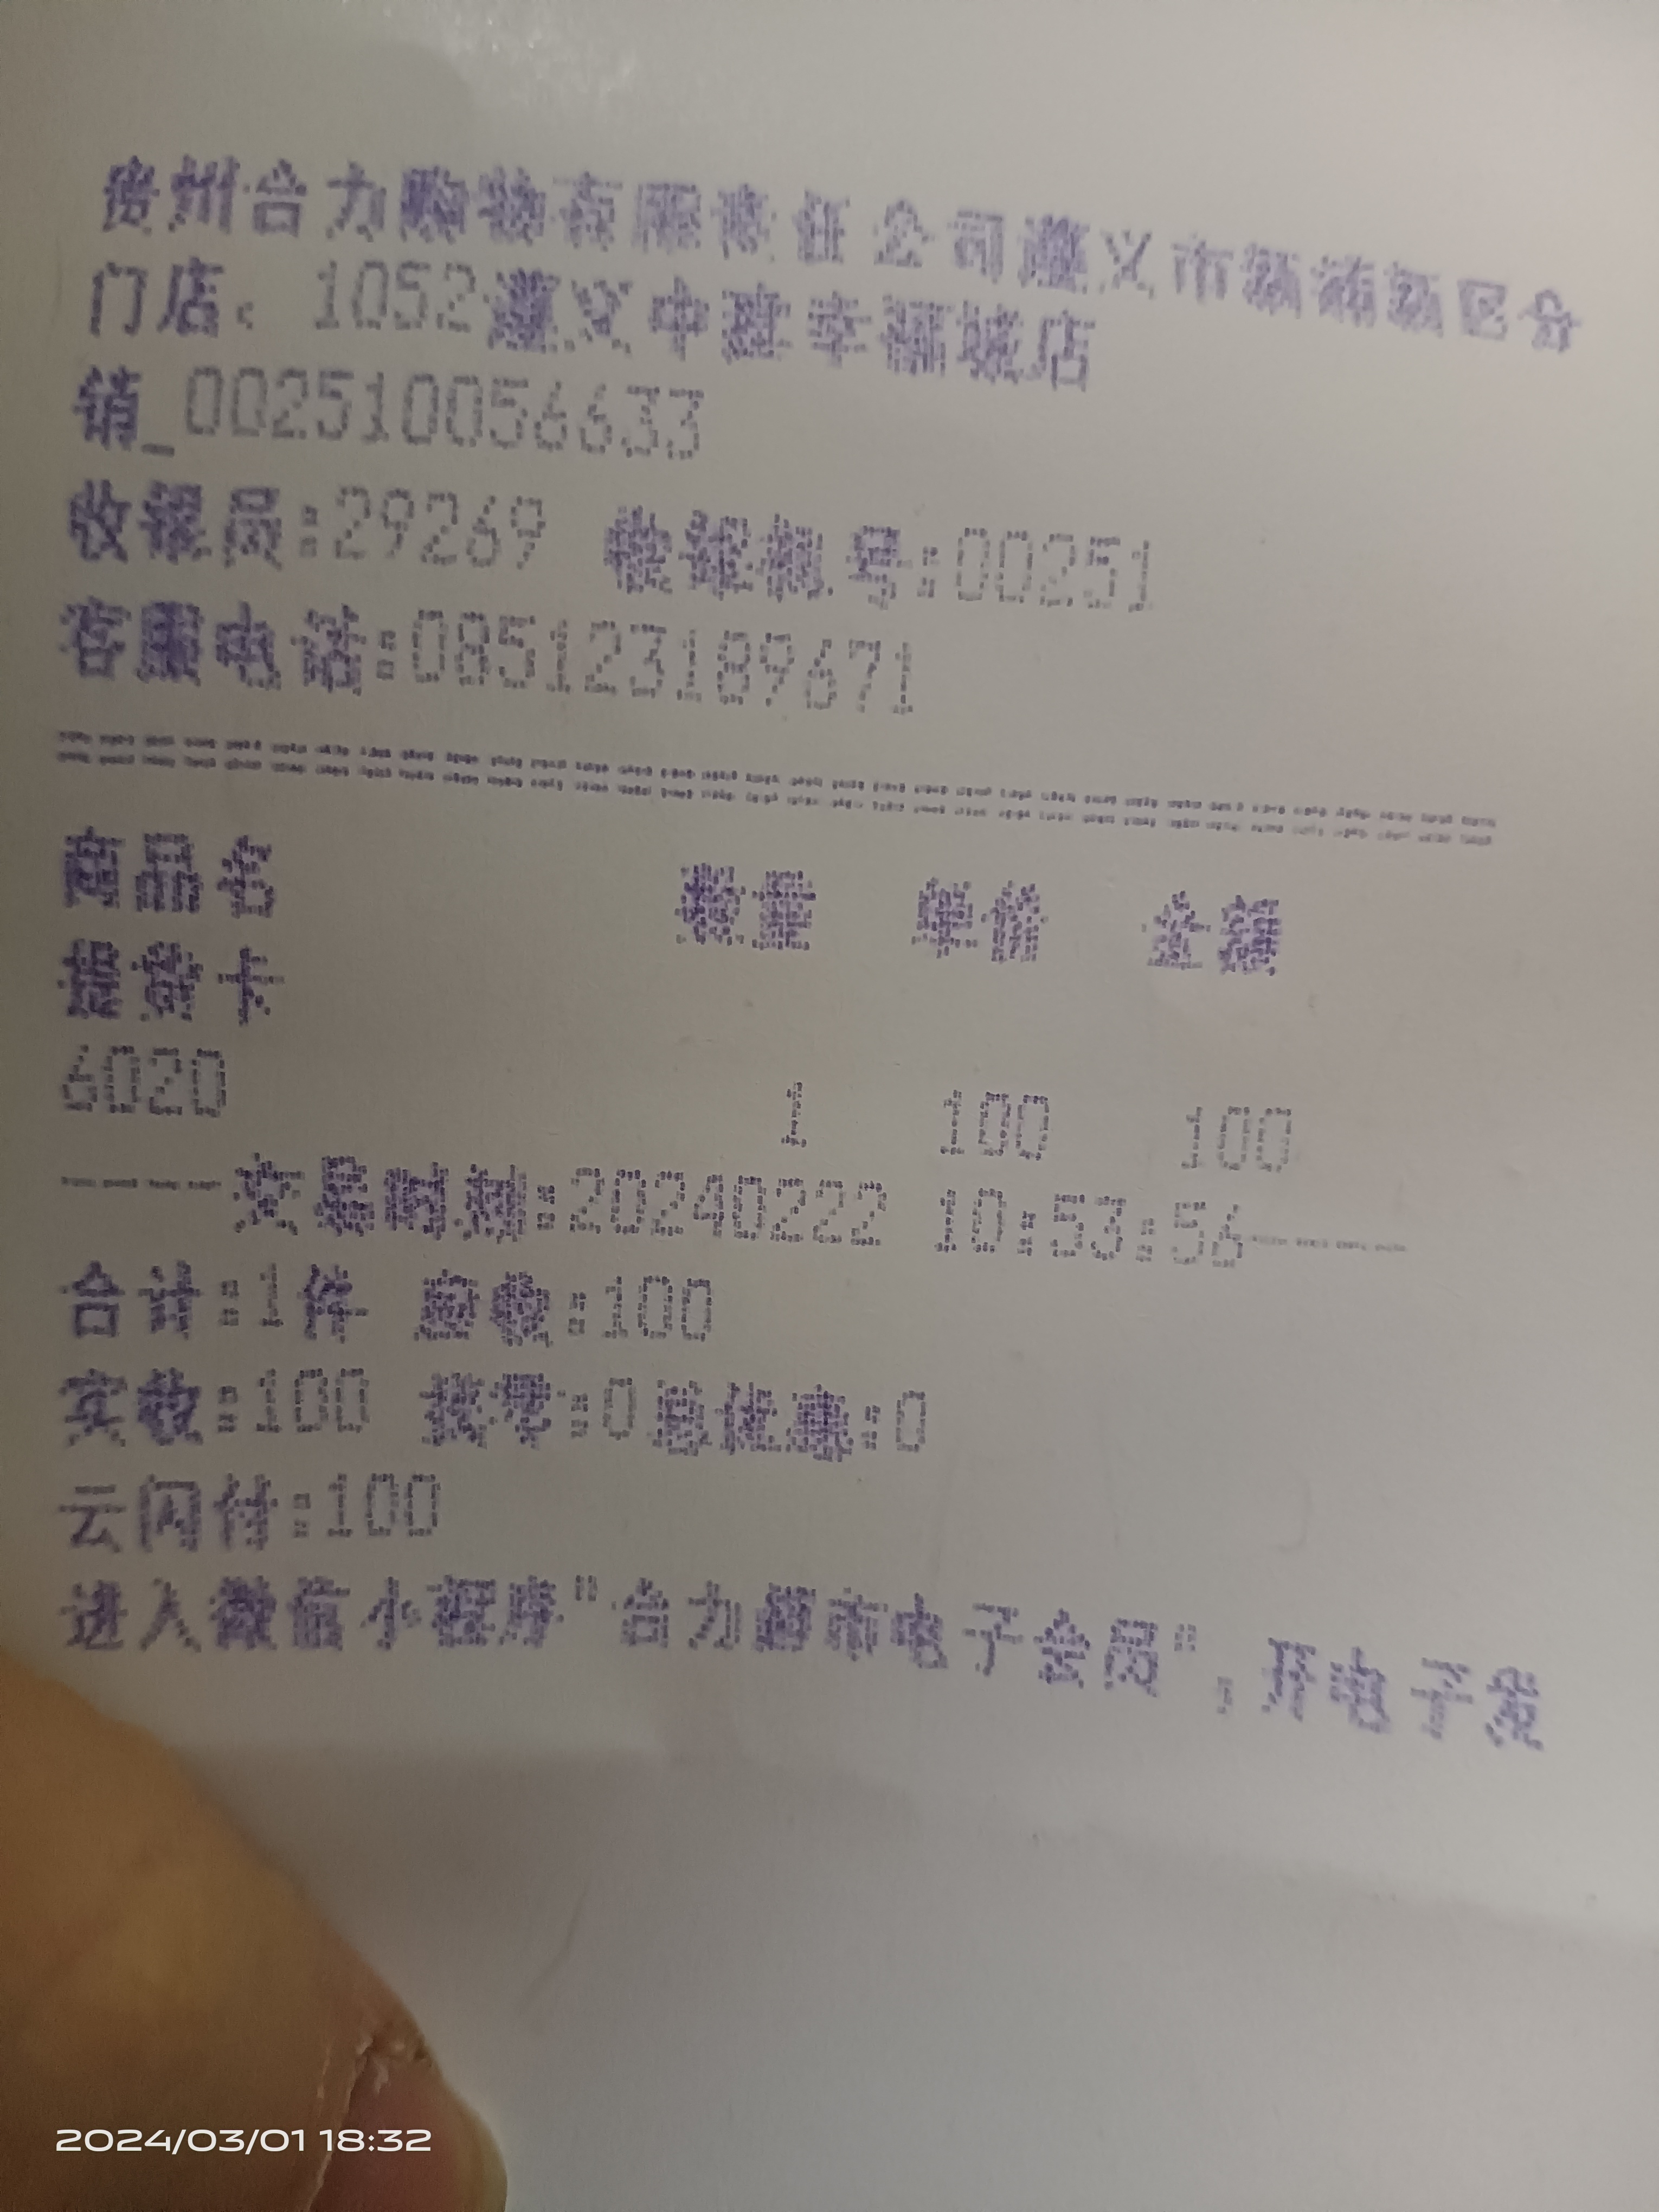 贵州合力购物有限责任公司遵义市新蒲新区分
门店：1052遵义中建幸福城店
销_002510056633
收银员:29269 收银机号:00251
客服电话:085123189671
商品名 数量 单价 金额
消费卡
6020 1 100 100
交易时间:20240222 10:53:56
合计:1件 应收:100
实收:100 找零:0总优惠:0
云闪付:100
进入微信小程序"合力超市电子会员",开电子发
2024/03/01 18:32